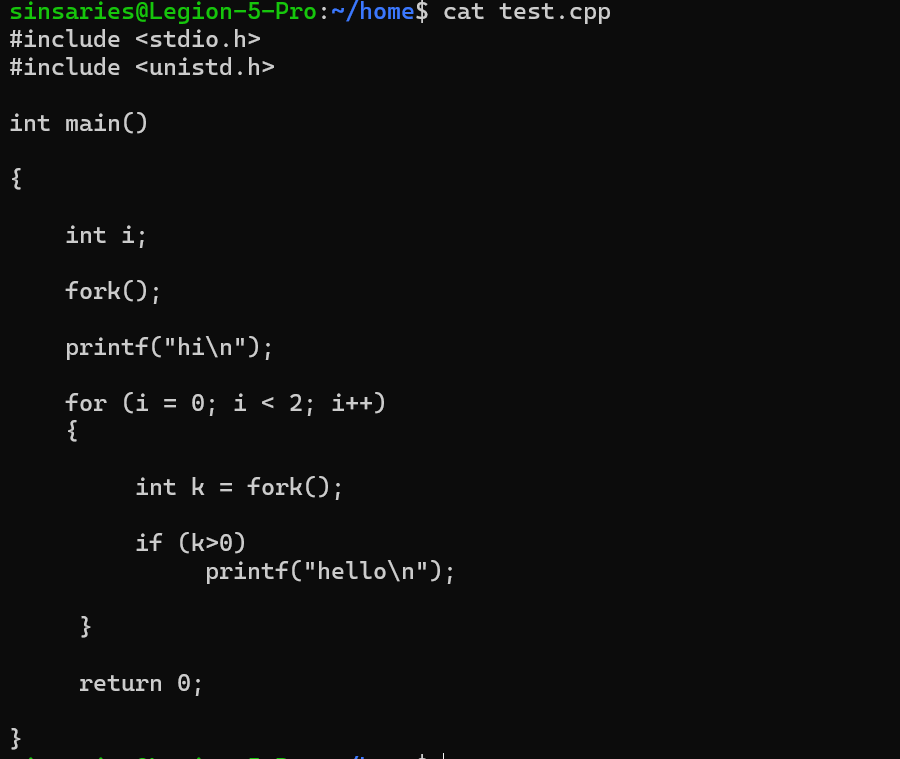 sinsaries@Legion-5-Pro:~/home$ cat test.cpp
#include <stdio.h>
#include <unistd.h>
int main()
{
int i;
fork();
printf("hi\n");
for (i = 0; i < 2; i++)
{
int k = fork();
if (k>0)
printf("hello\n");
}
return 0;
}